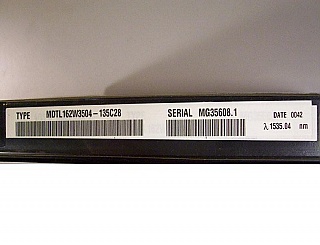 TYPE MDTL162W3504-135C28 SERIAL MG35608.1
DATE 0042
λ 1535.04 nm